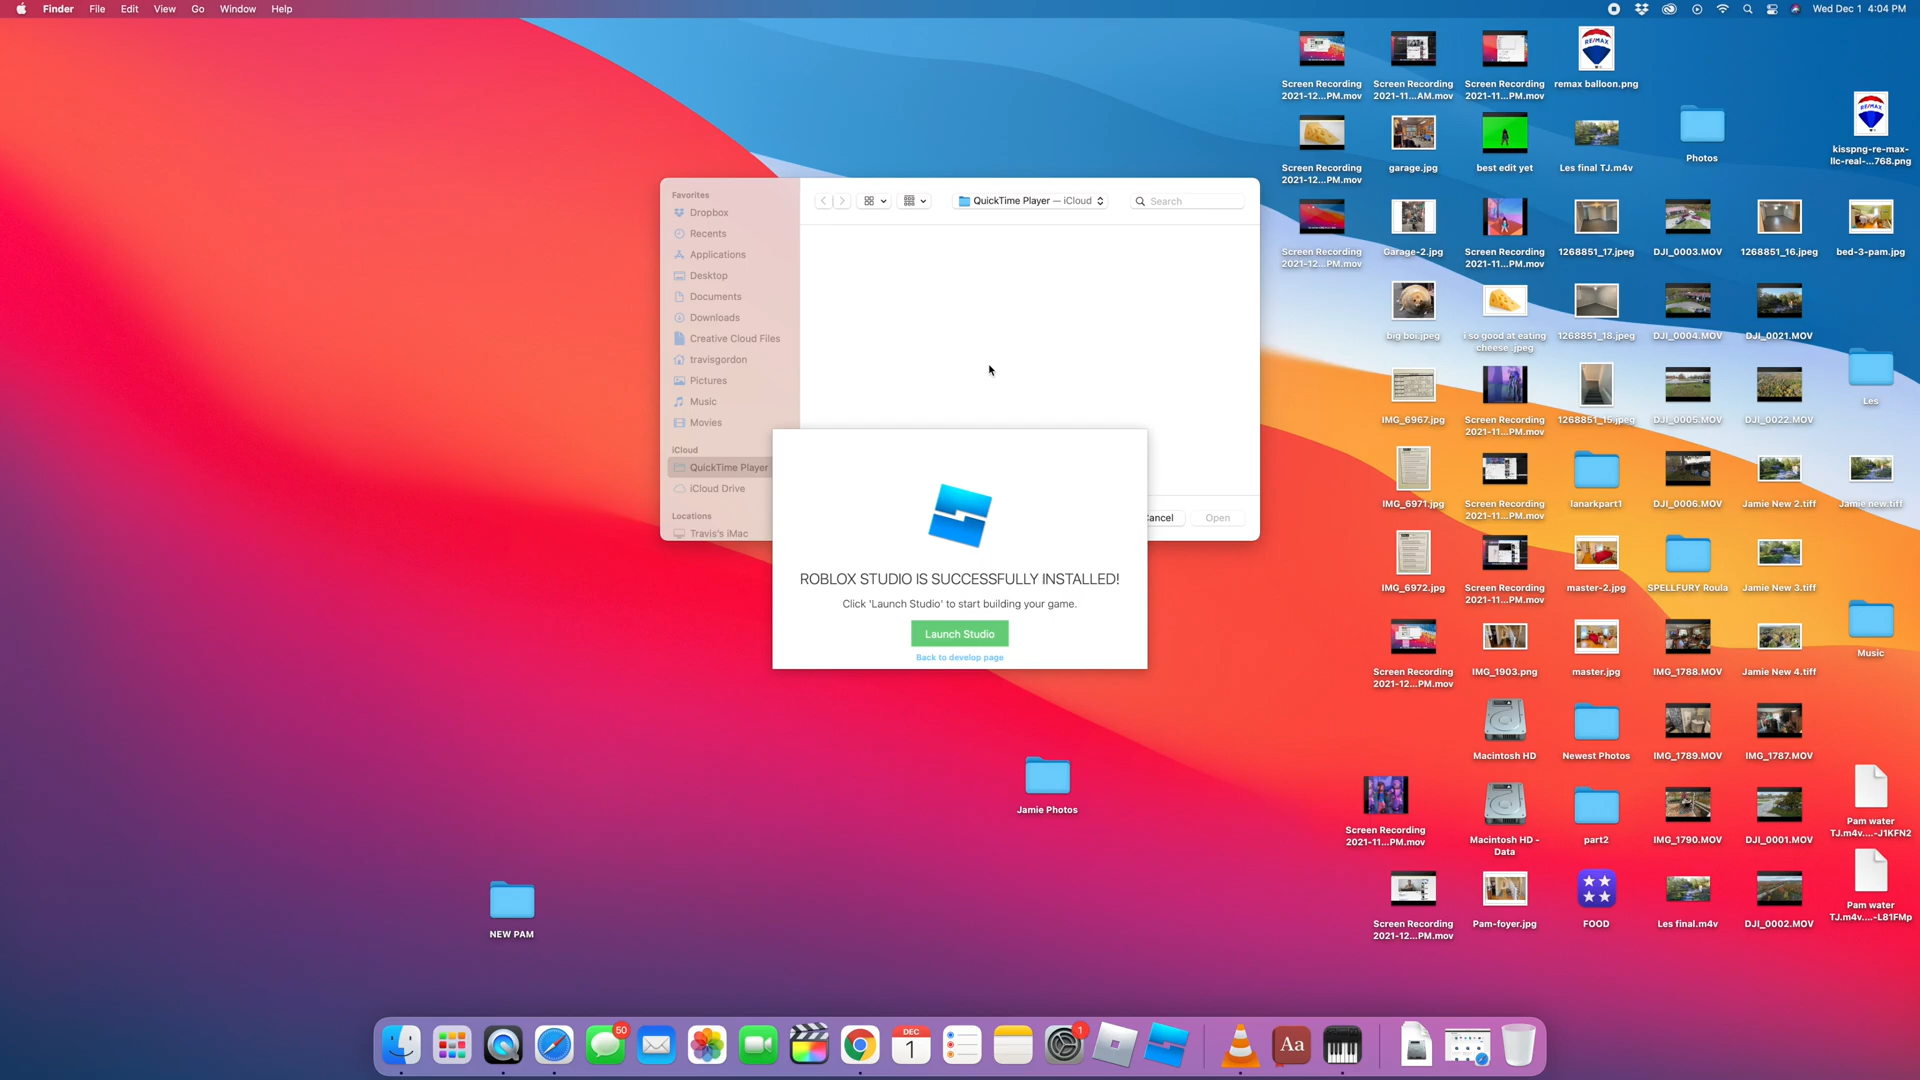 Finder File Edit View Go Window Help
Wed Dec 1 4:04 PM
Screen Recording
2021-12...PM.mov
Screen Recording
2021-11...AM.mov
Screen Recording
2021-11...PM.mov
remax balloon.png
Photos
RE/MAX
kisspng-re-max-
llc-real-...768.png
Screen Recording
2021-12...PM.mov
garage.jpg
best edit yet
Les final TJ.m4v
Screen Recording
2021-12...PM.mov
Garage-2.jpg
Screen Recording
2021-11...PM.mov
1268851_17.jpeg
DJI_0003.MOV
1268851_16.jpeg
bed-3-pam.jpg
big boi.jpeg
i so good at eating
cheese .jpeg
1268851_18.jpeg
DJI_0004.MOV
DJI_0021.MOV
Les
IMG_6967.jpg
Screen Recording
2021-11...PM.mov
1268851_15.jpeg
DJI_0005.MOV
DJI_0022.MOV
IMG_6971.jpg
Screen Recording
2021-11...PM.mov
lanarkpart1
DJI_0006.MOV
Jamie New 2.tiff
Jamie new.tiff
IMG_6972.jpg
Screen Recording
2021-11...PM.mov
master-2.jpg
SPELLFURY Roula
Jamie New 3.tiff
Screen Recording
2021-12...PM.mov
IMG_1903.png
master.jpg
IMG_1788.MOV
Jamie New 4.tiff
Music
Macintosh HD
Newest Photos
IMG_1789.MOV
IMG_1787.MOV
Screen Recording
2021-11...PM.mov
Macintosh HD -
Data
part2
IMG_1790.MOV
DJI_0001.MOV
Pam water
TJ.m4v....-J1KFN2
Screen Recording
2021-12...PM.mov
Pam-foyer.jpg
FOOD
Les final.m4v
DJI_0002.MOV
Pam water
TJ.m4v....-L81FMp
Favorites
Dropbox
Recents
Applications
Desktop
Documents
Downloads
Creative Cloud Files
travisgordon
Pictures
Music
Movies
iCloud
QuickTime Player
iCloud Drive
Locations
Travis's iMac
QuickTime Player — iCloud
Search
Cancel
Open
ROBLOX STUDIO IS SUCCESSFULLY INSTALLED!
Click 'Launch Studio' to start building your game.
Launch Studio
Back to develop page
Jamie Photos
NEW PAM
50
DEC
1
1
Aa